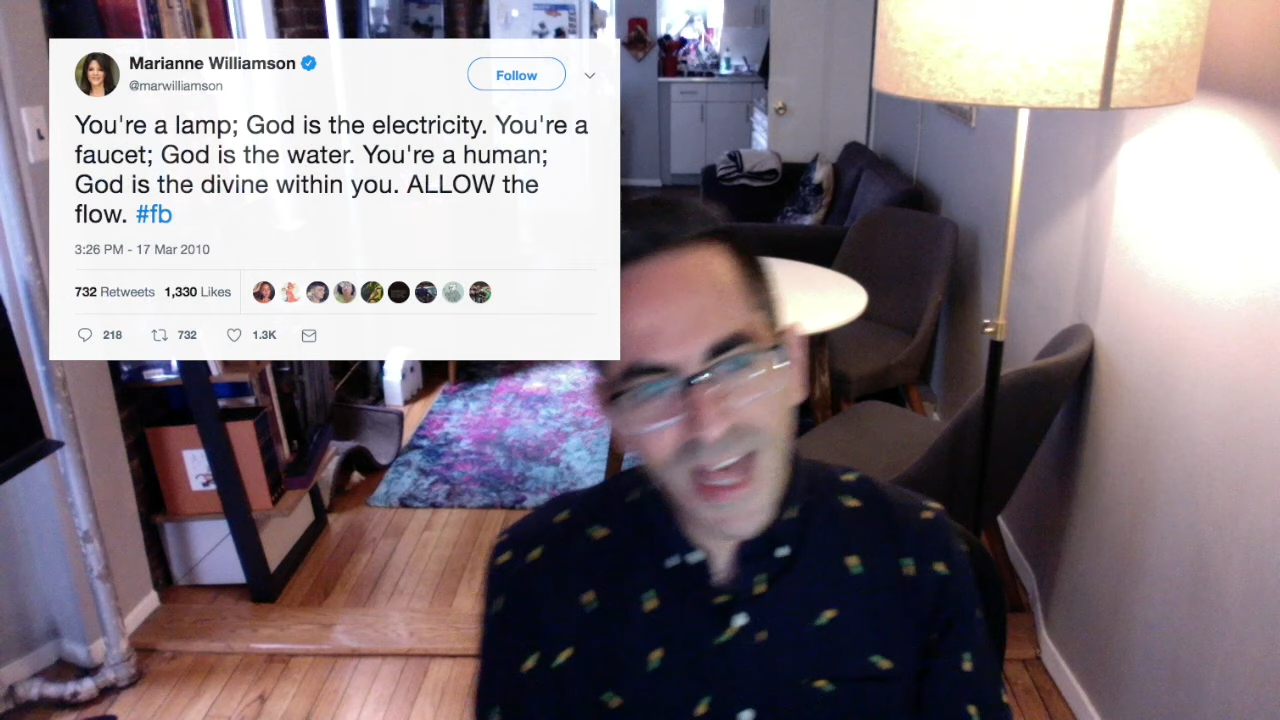 Marianne Williamson
@marwilliamson
Follow
You're a lamp; God is the electricity. You're a
faucet; God is the water. You're a human;
God is the divine within you. ALLOW the
flow. #fb
3:26 PM - 17 Mar 2010
732 Retweets 1,330 Likes
218 732 1.3K